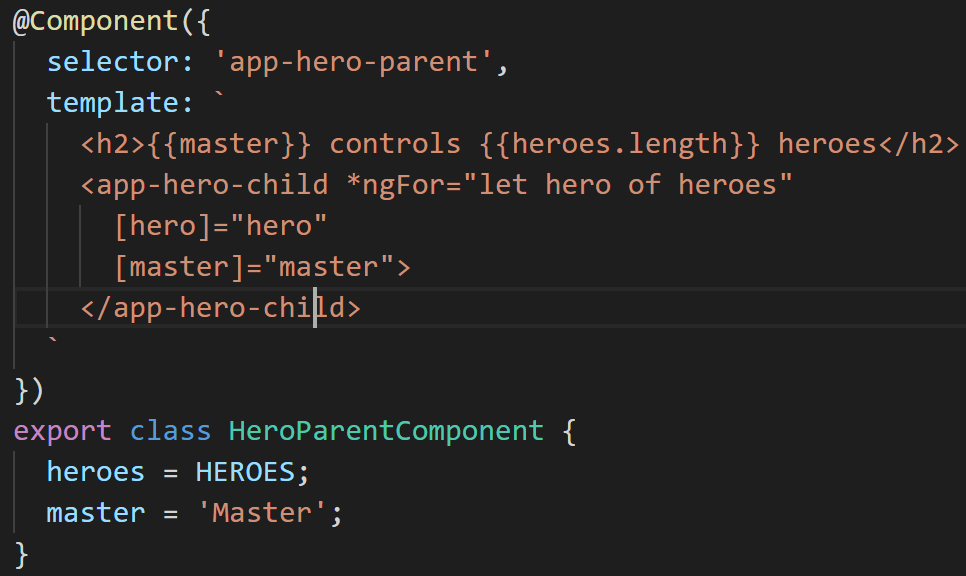 @Component({
  selector: 'app-hero-parent',
  template: `
    <h2>{{master}} controls {{heroes.length}} heroes</h2>
    <app-hero-child *ngFor="let hero of heroes"
      [hero]="hero"
      [master]="master">
    </app-hero-child>
  `
})
export class HeroParentComponent {
  heroes = HEROES;
  master = 'Master';
}